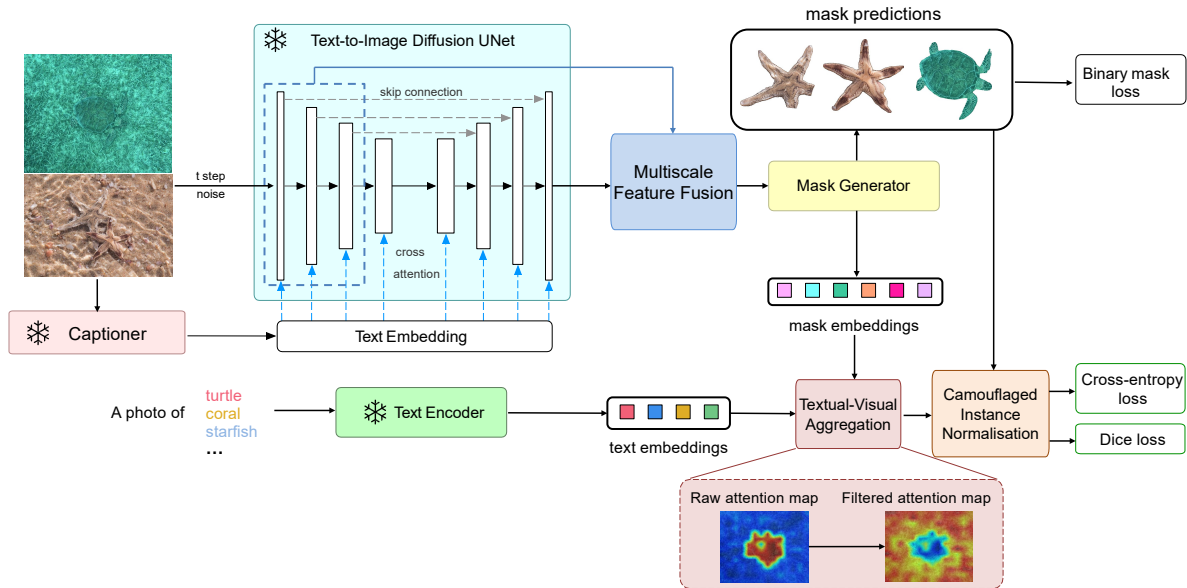 mask predictions
Text-to-Image Diffusion UNet
skip connection
Binary mask
loss
t step
noise
Multiscale
Feature Fusion
Mask Generator
cross
attention
mask embeddings
Captioner
Text Embedding
A photo of
turtle
coral
starfish
...
Text Encoder
text embeddings
Textual-Visual
Aggregation
Camouflaged
Instance
Normalisation
Cross-entropy
loss
Dice loss
Raw attention map
Filtered attention map